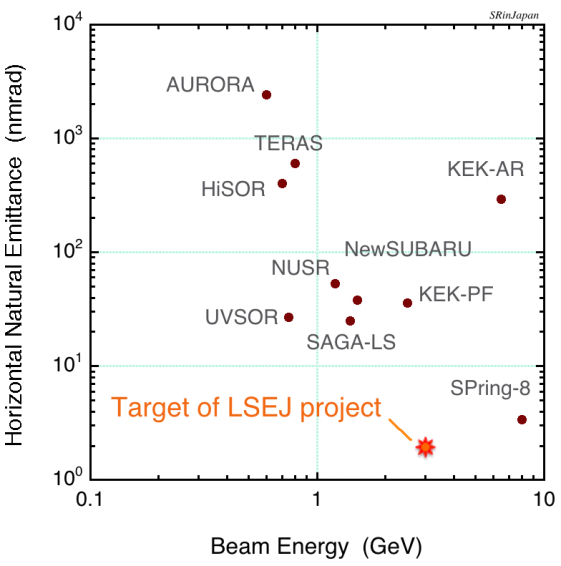 SRinJapan
10⁴
AURORA
10³
TERAS
KEK-AR
HiSOR
10²
NewSUBARU
NUSR
KEK-PF
UVSOR
SAGA-LS
10¹
SPring-8
Target of LSEJ project
10⁰
0.1
1
10
Beam Energy (GeV)
Horizontal Natural Emittance (nmrad)